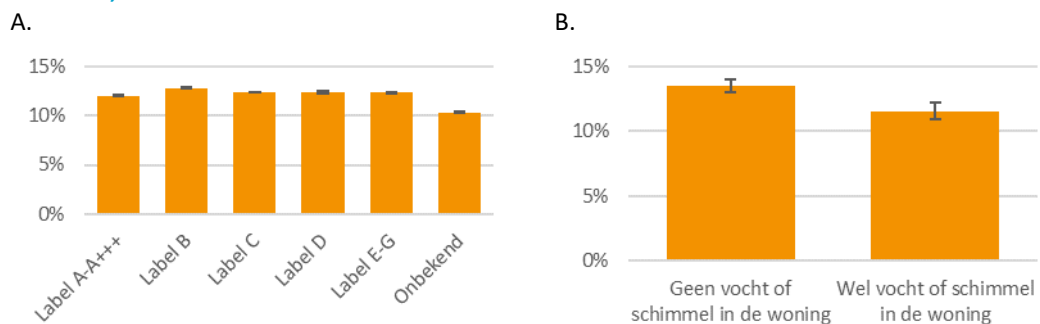 A.
15%
10%
5%
0%
Label A-A+++
Label B
Label C
Label D
Label E-G
Onbekend
B.
15%
10%
5%
0%
Geen vocht of
schimmel in de woning
Wel vocht of schimmel
in de woning